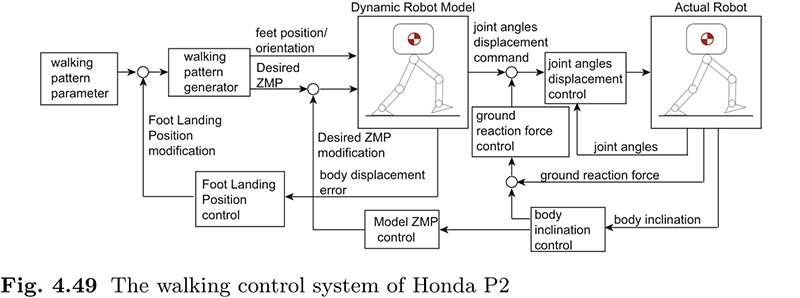 Dynamic Robot Model
Actual Robot
feet position/
orientation
joint angles
displacement
command
walking
pattern
parameter
walking
pattern
generator
Desired
ZMP
joint angles
displacement
control
Foot Landing
Position
modification
Desired ZMP
modification
ground
reaction force
control
joint angles
body displacement
error
ground reaction force
Foot Landing
Position
control
Model ZMP
control
body
inclination
control
body inclination
Fig. 4.49 The walking control system of Honda P2